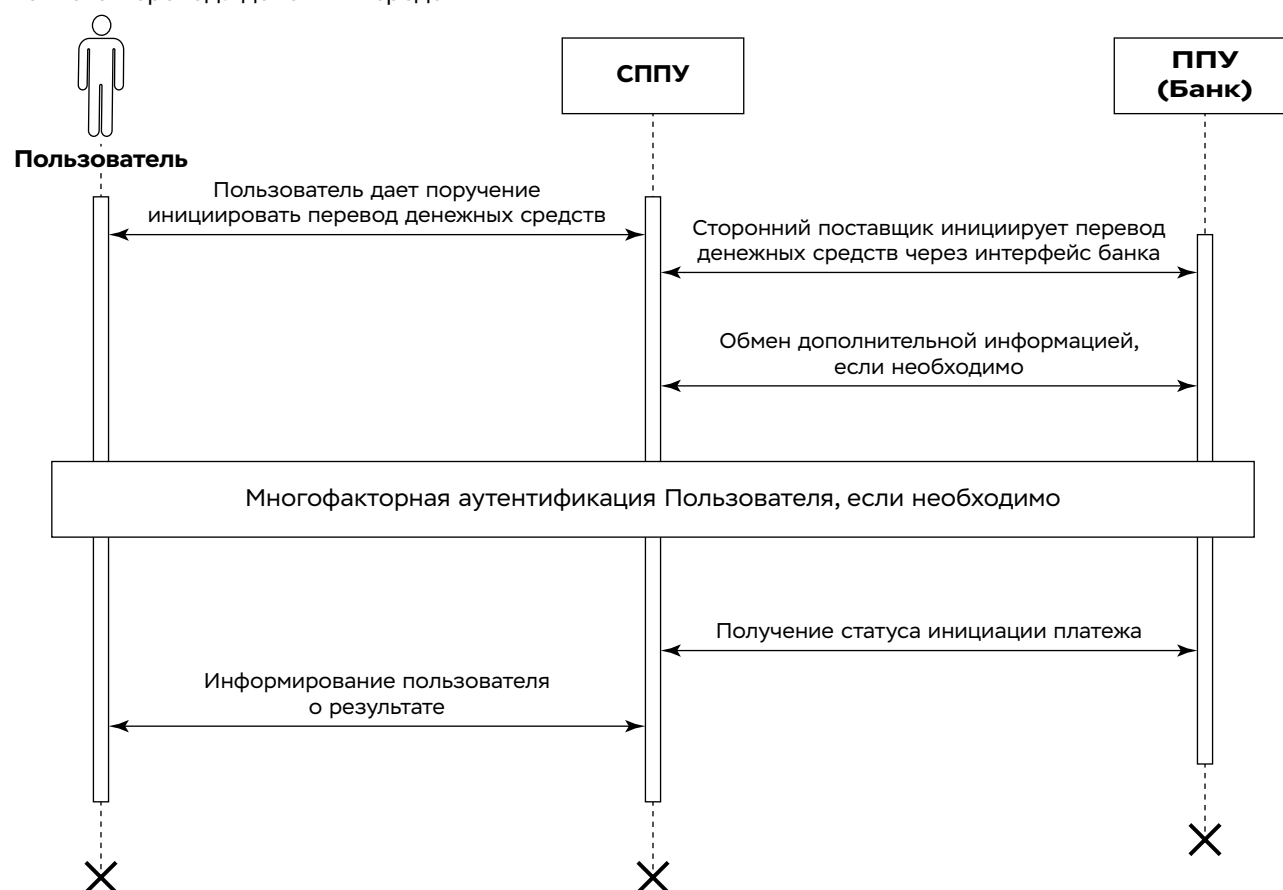 СППУ
ППУ
(Банк)
Пользователь
Пользователь дает поручение
инициировать перевод денежных средств
Сторонний поставщик инициирует перевод
денежных средств через интерфейс банка
Обмен дополнительной информацией,
если необходимо
Многофакторная аутентификация Пользователя, если необходимо
Получение статуса инициации платежа
Информирование пользователя
о результате